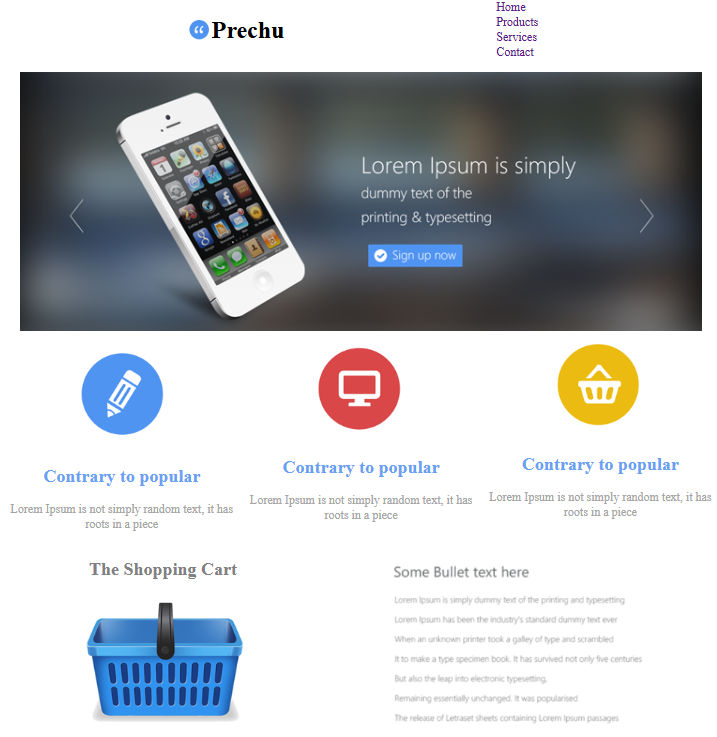 Prechu
Home
Products
Services
Contact
Lorem Ipsum is simply
dummy text of the
printing & typesetting
Sign up now
Contrary to popular
Lorem Ipsum is not simply random text, it has
roots in a piece
Contrary to popular
Lorem Ipsum is not simply random text, it has
roots in a piece
Contrary to popular
Lorem Ipsum is not simply random text, it has
roots in a piece
The Shopping Cart
Some Bullet text here
Lorem Ipsum is simply dummy text of the printing and typesetting
Lorem Ipsum has been the industry's standard dummy text ever
When an unknown printer took a galley of type and scrambled
It to make a type specimen book. It has survived not only five centuries
But also the leap into electronic typesetting,
Remaining essentially unchanged. It was popularised
The release of Letraset sheets containing Lorem Ipsum passages